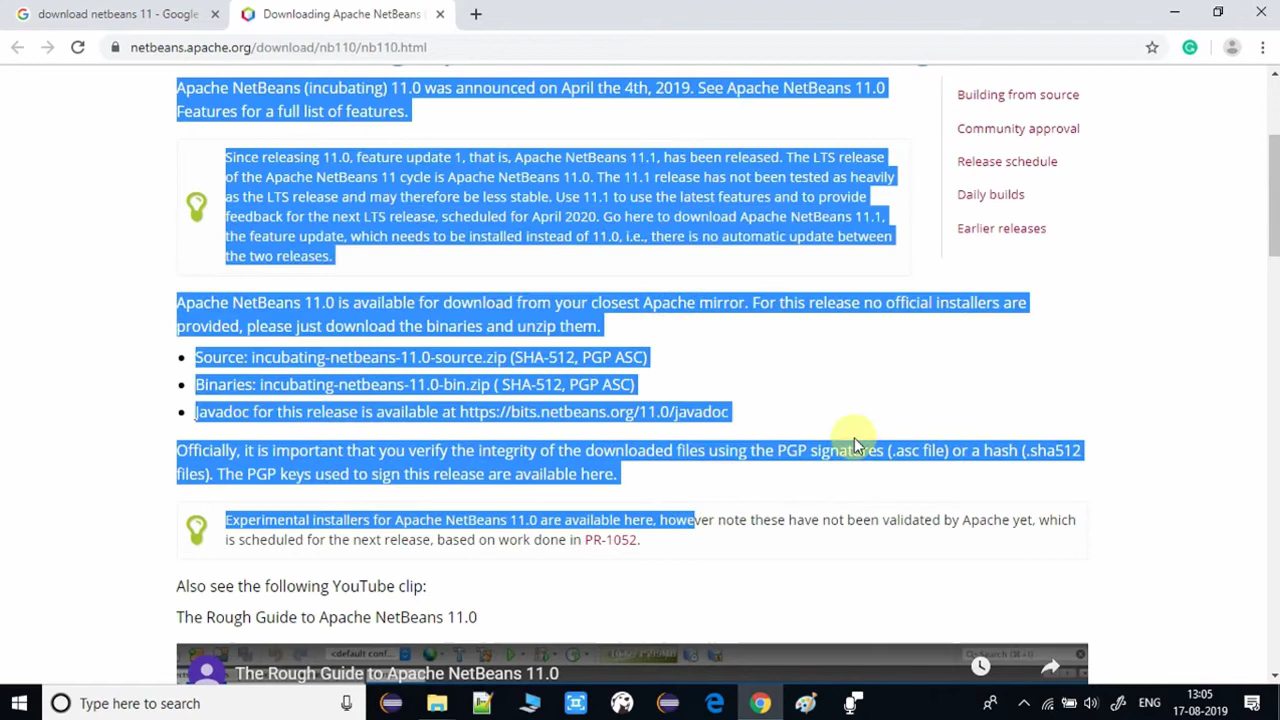 download netbeans 11 - Google
Downloading Apache NetBeans
netbeans.apache.org/download/nb110/nb110.html
Apache NetBeans (incubating) 11.0 was announced on April the 4th, 2019. See Apache NetBeans 11.0
Features for a full list of features.
Since releasing 11.0, feature update 1, that is, Apache NetBeans 11.1, has been released. The LTS release
of the Apache NetBeans 11 cycle is Apache NetBeans 11.0. The 11.1 release has not been tested as heavily
as the LTS release and may therefore be less stable. Use 11.1 to use the latest features and to provide
feedback for the next LTS release, scheduled for April 2020. Go here to download Apache NetBeans 11.1,
the feature update, which needs to be installed instead of 11.0, i.e., there is no automatic update between
the two releases.
Building from source
Community approval
Release schedule
Daily builds
Earlier releases
Apache NetBeans 11.0 is available for download from your closest Apache mirror. For this release no official installers are
provided, please just download the binaries and unzip them.
Source: incubating-netbeans-11.0-source.zip (SHA-512, PGP ASC)
Binaries: incubating-netbeans-11.0-bin.zip ( SHA-512, PGP ASC)
Javadoc for this release is available at https://bits.netbeans.org/11.0/javadoc
Officially, it is important that you verify the integrity of the downloaded files using the PGP signatures (.asc file) or a hash (.sha512
files). The PGP keys used to sign this release are available here.
Experimental installers for Apache NetBeans 11.0 are available here, however note these have not been validated by Apache yet, which
is scheduled for the next release, based on work done in PR-1052.
Also see the following YouTube clip:
The Rough Guide to Apache NetBeans 11.0
<default conf...
The Rough Guide to Apache NetBeans 11.0
Type here to search
ENG
13:05
17-08-2019